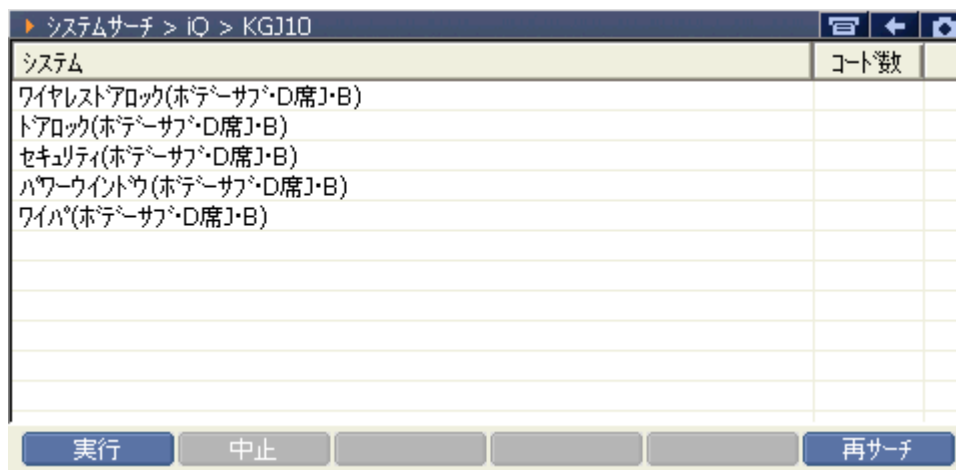 システムサーチ > iQ > KGJ10
システム コード数
ﾜｲﾔﾚｽﾄﾞｱﾛｯｸ(ﾎﾞﾃﾞｰｻﾌﾞ･D席J･B)
ﾄﾞｱﾛｯｸ(ﾎﾞﾃﾞｰｻﾌﾞ･D席J･B)
ｾｷｭﾘﾃｨ(ﾎﾞﾃﾞｰｻﾌﾞ･D席J･B)
ﾊﾟﾜｰｳｲﾝﾄﾞｳ(ﾎﾞﾃﾞｰｻﾌﾞ･D席J･B)
ﾜｲﾊﾟ(ﾎﾞﾃﾞｰｻﾌﾞ･D席J･B)
実行 中止 再サーチ